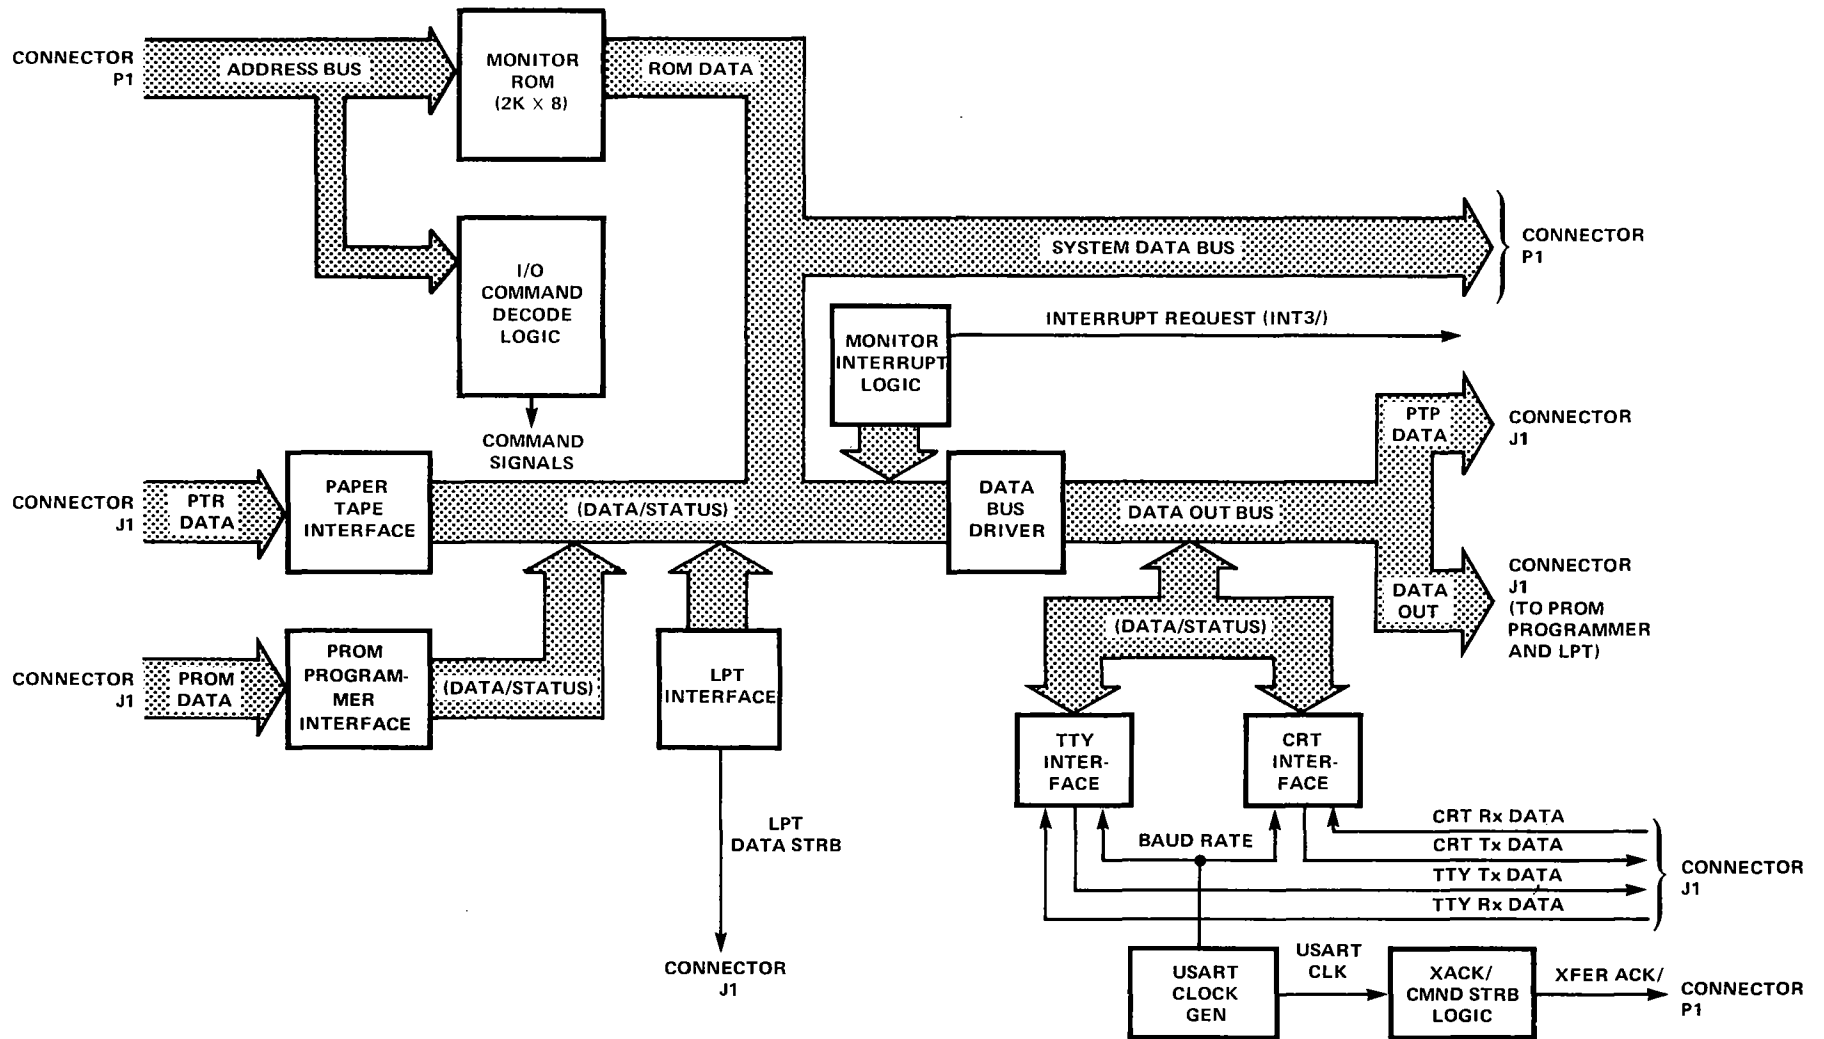 CONNECTOR
P1
ADDRESS BUS
MONITOR
ROM
(2K X 8)
ROM DATA
I/O
COMMAND
DECODE
LOGIC
COMMAND
SIGNALS
SYSTEM DATA BUS
CONNECTOR
P1
MONITOR
INTERRUPT
LOGIC
INTERRUPT REQUEST (INT3/)
CONNECTOR
J1
PTR
DATA
PAPER
TAPE
INTERFACE
(DATA/STATUS)
DATA
BUS
DRIVER
DATA OUT BUS
PTP
DATA
CONNECTOR
J1
DATA
OUT
CONNECTOR
J1
(TO PROM
PROGRAMMER
AND LPT)
CONNECTOR
J1
PROM
DATA
PROM
PROGRAM-
MER
INTERFACE
(DATA/STATUS)
LPT
INTERFACE
LPT
DATA STRB
CONNECTOR
J1
(DATA/STATUS)
TTY
INTER-
FACE
CRT
INTER-
FACE
BAUD RATE
CRT Rx DATA
CRT Tx DATA
TTY Tx DATA
TTY Rx DATA
CONNECTOR
J1
USART
CLOCK
GEN
USART
CLK
XACK/
CMND STRB
LOGIC
XFER ACK/
CONNECTOR
P1